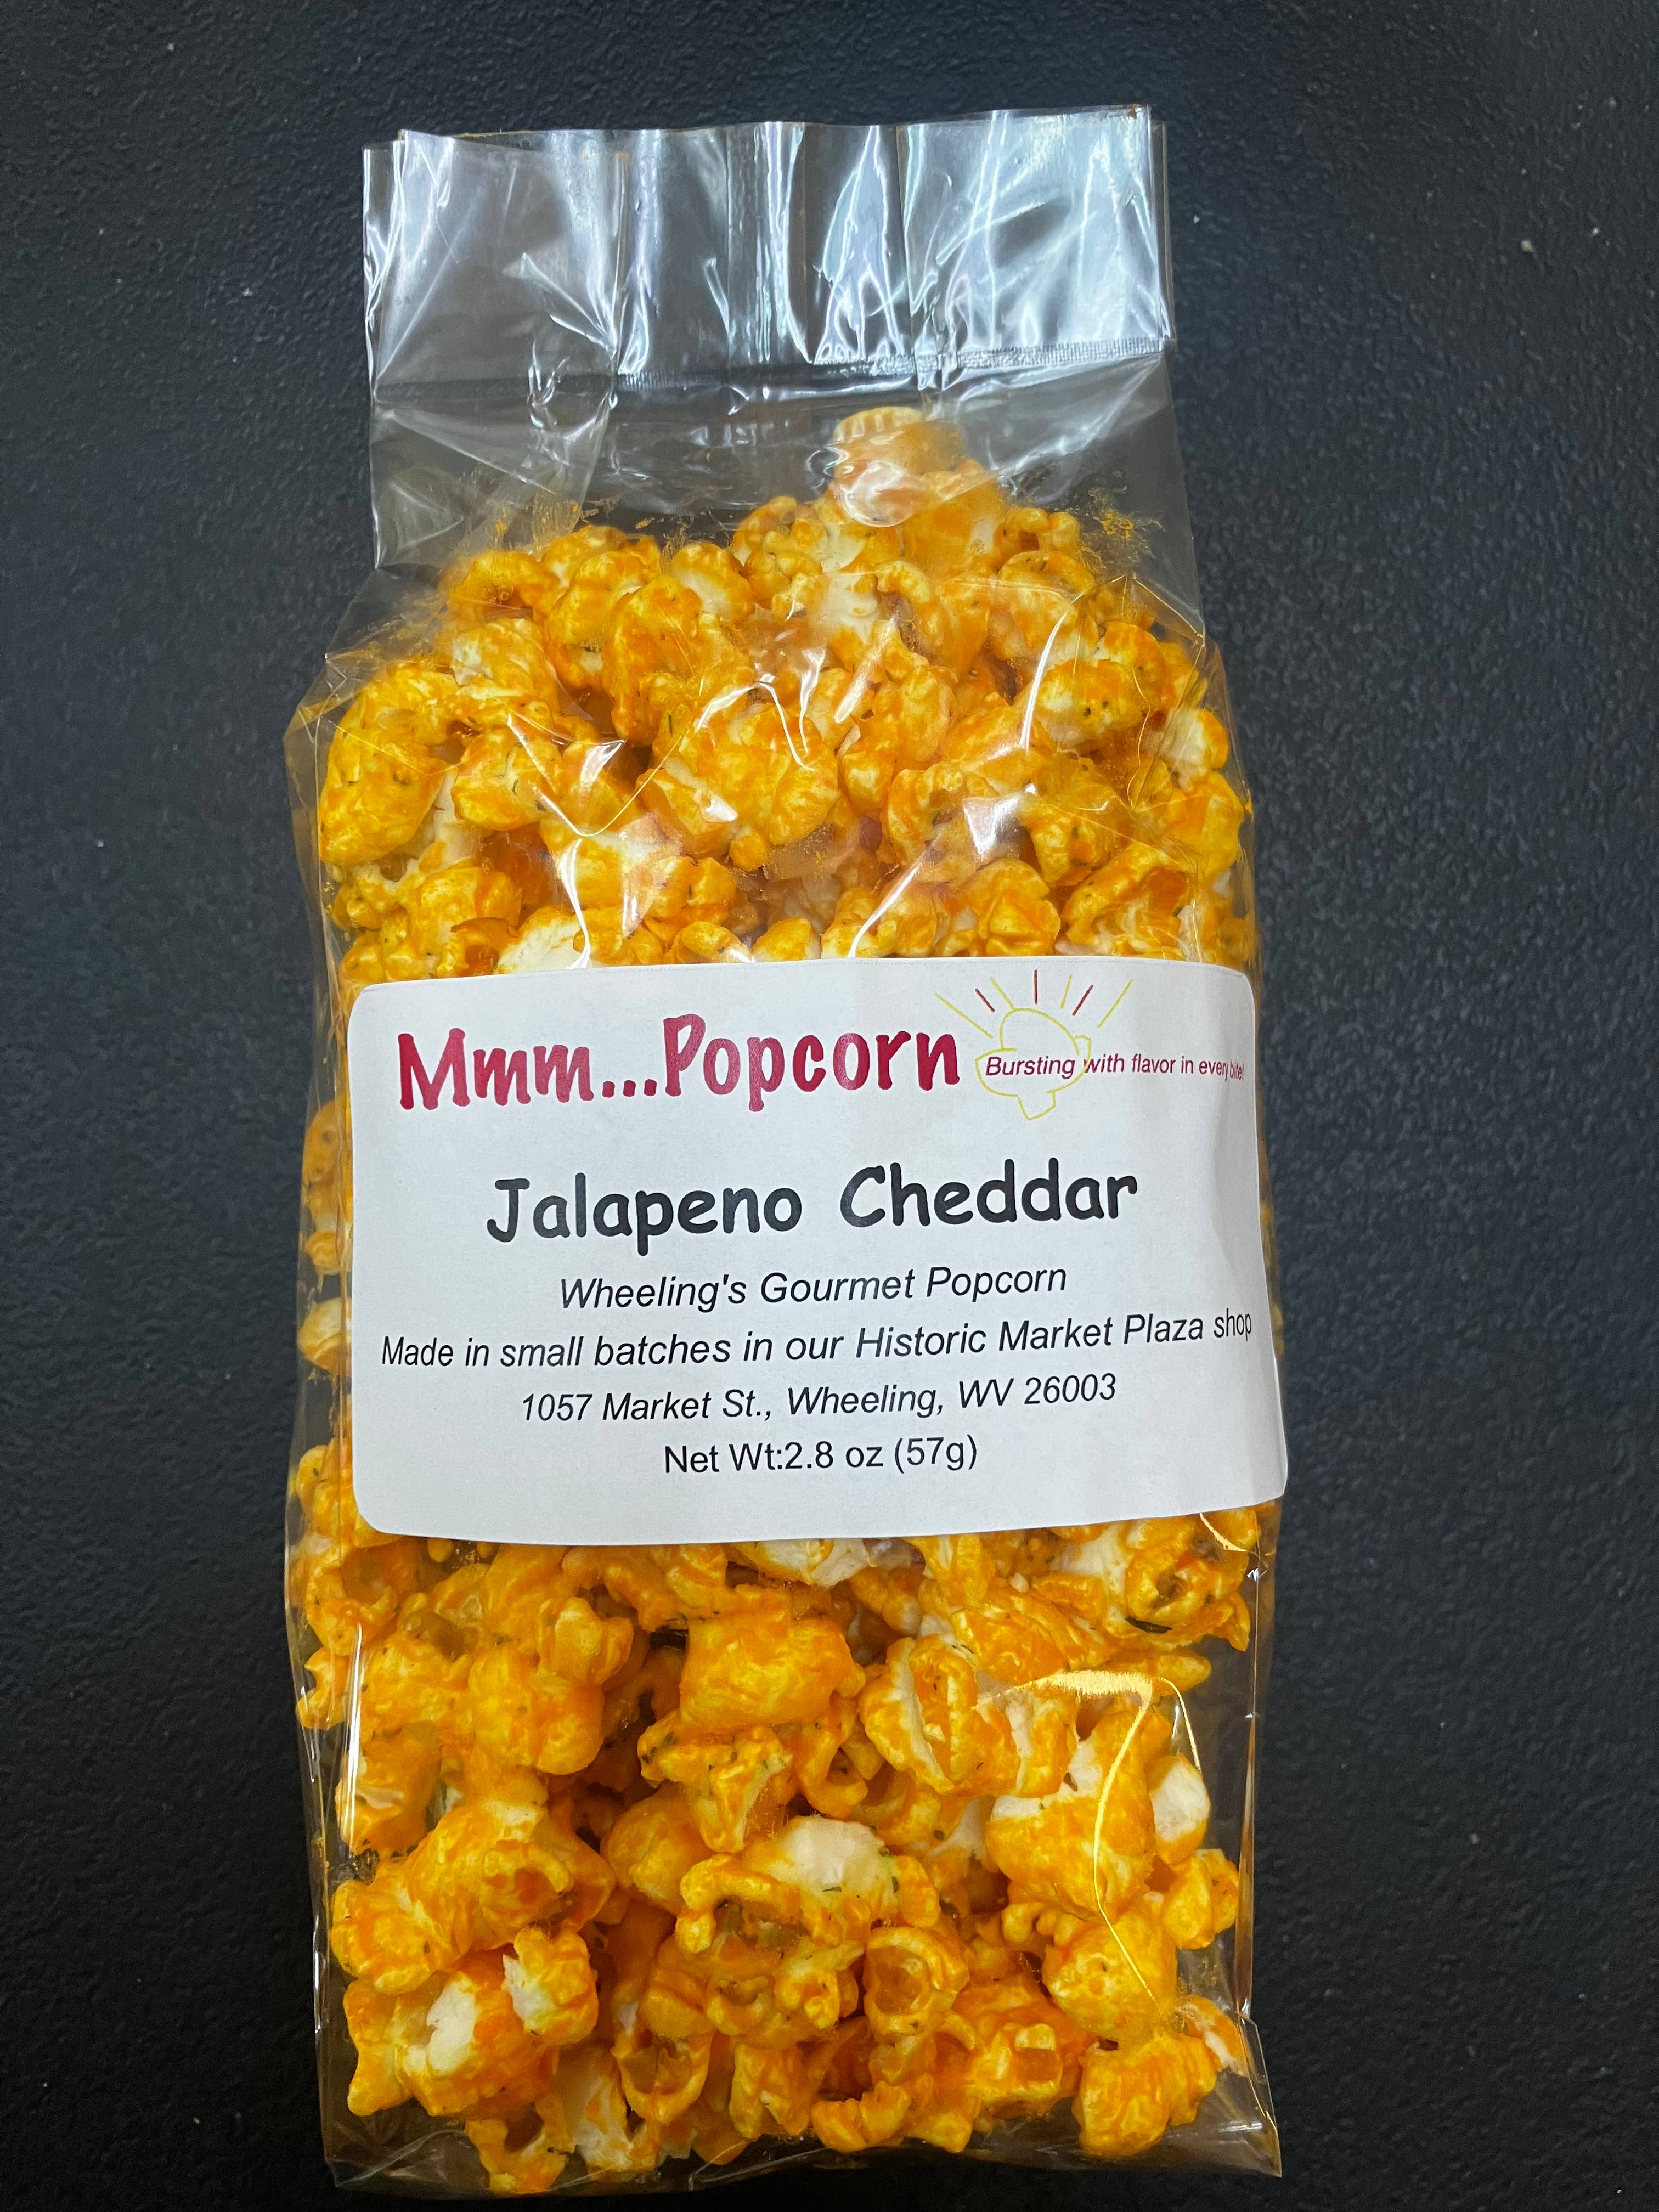 Mmm...Popcorn
Bursting with flavor in every bite!
Jalapeno Cheddar
Wheeling's Gourmet Popcorn
Made in small batches in our Historic Market Plaza shop
1057 Market St., Wheeling, WV 26003
Net Wt:2.8 oz (57g)